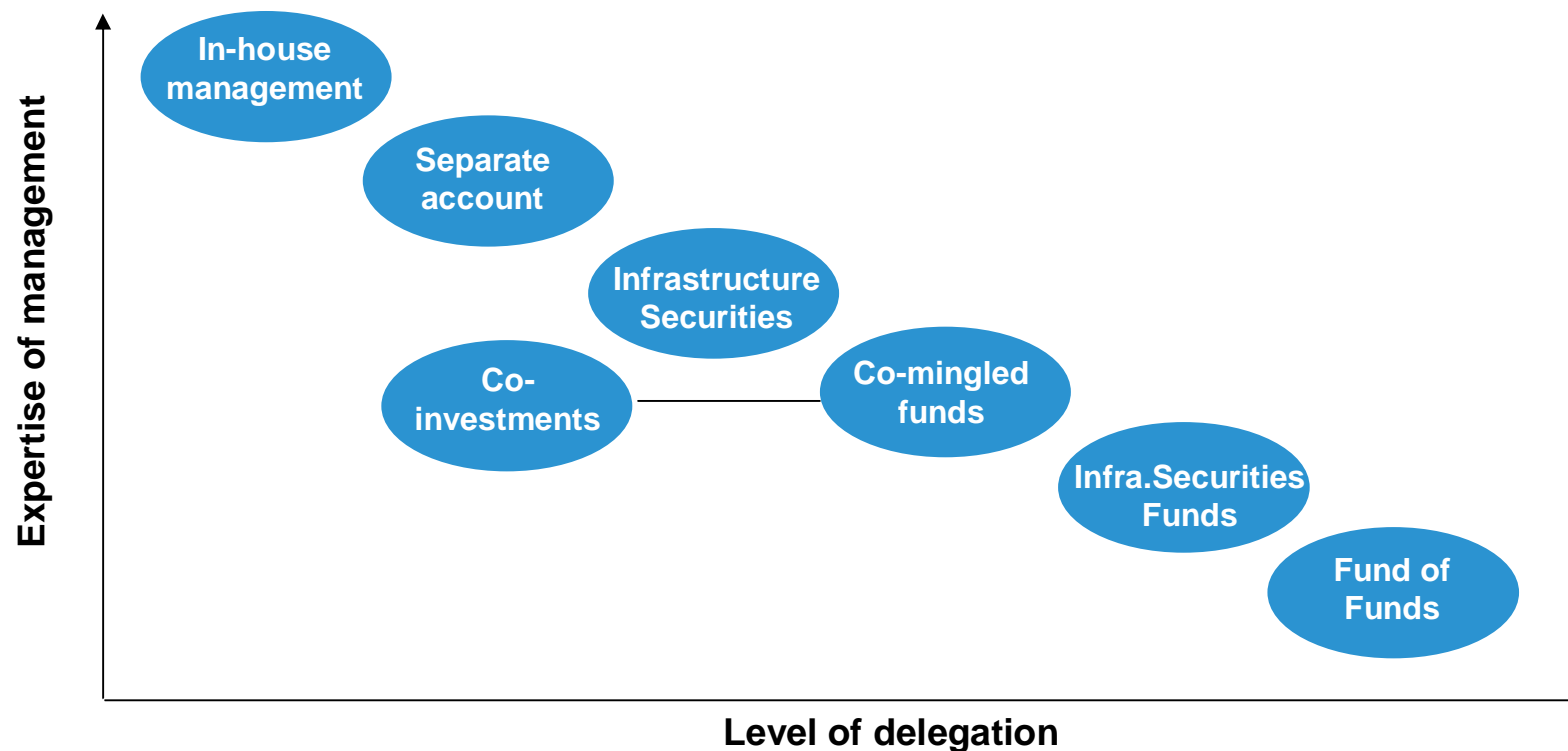 Expertise of management
In-house
management
Separate
account
Infrastructure
Securities
Co-
investments
Co-mingled
funds
Infra.Securities
Funds
Fund of
Funds
Level of delegation